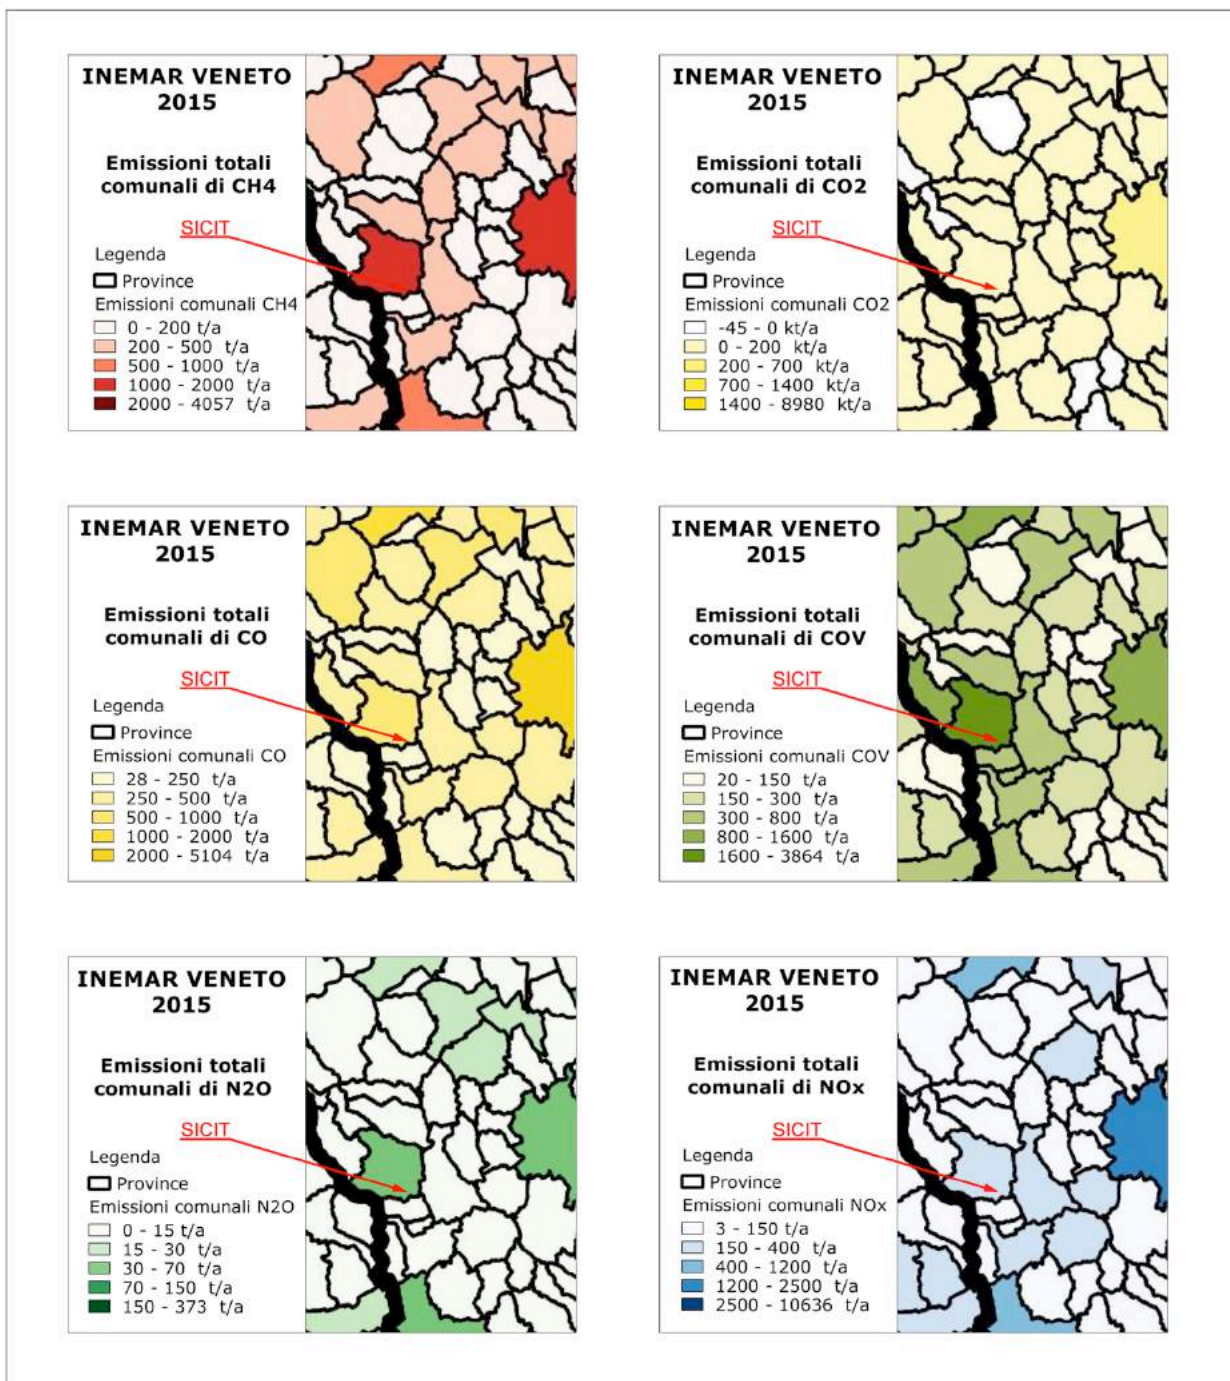 INEMAR VENETO
2015
Emissioni totali
comunali di CH4
SICIT
Legenda
Province
Emissioni comunali CH4
0 - 200 t/a
200 - 500 t/a
500 - 1000 t/a
1000 - 2000 t/a
2000 - 4057 t/a
INEMAR VENETO
2015
Emissioni totali
comunali di CO2
SICIT
Legenda
Province
Emissioni comunali CO2
-45 - 0 kt/a
0 - 200 kt/a
200 - 700 kt/a
700 - 1400 kt/a
1400 - 8980 kt/a
INEMAR VENETO
2015
Emissioni totali
comunali di CO
SICIT
Legenda
Province
Emissioni comunali CO
28 - 250 t/a
250 - 500 t/a
500 - 1000 t/a
1000 - 2000 t/a
2000 - 5104 t/a
INEMAR VENETO
2015
Emissioni totali
comunali di COV
SICIT
Legenda
Province
Emissioni comunali COV
20 - 150 t/a
150 - 300 t/a
300 - 800 t/a
800 - 1600 t/a
1600 - 3864 t/a
INEMAR VENETO
2015
Emissioni totali
comunali di N2O
SICIT
Legenda
Province
Emissioni comunali N2O
0 - 15 t/a
15 - 30 t/a
30 - 70 t/a
70 - 150 t/a
150 - 373 t/a
INEMAR VENETO
2015
Emissioni totali
comunali di NOx
SICIT
Legenda
Province
Emissioni comunali NOx
3 - 150 t/a
150 - 400 t/a
400 - 1200 t/a
1200 - 2500 t/a
2500 - 10636 t/a